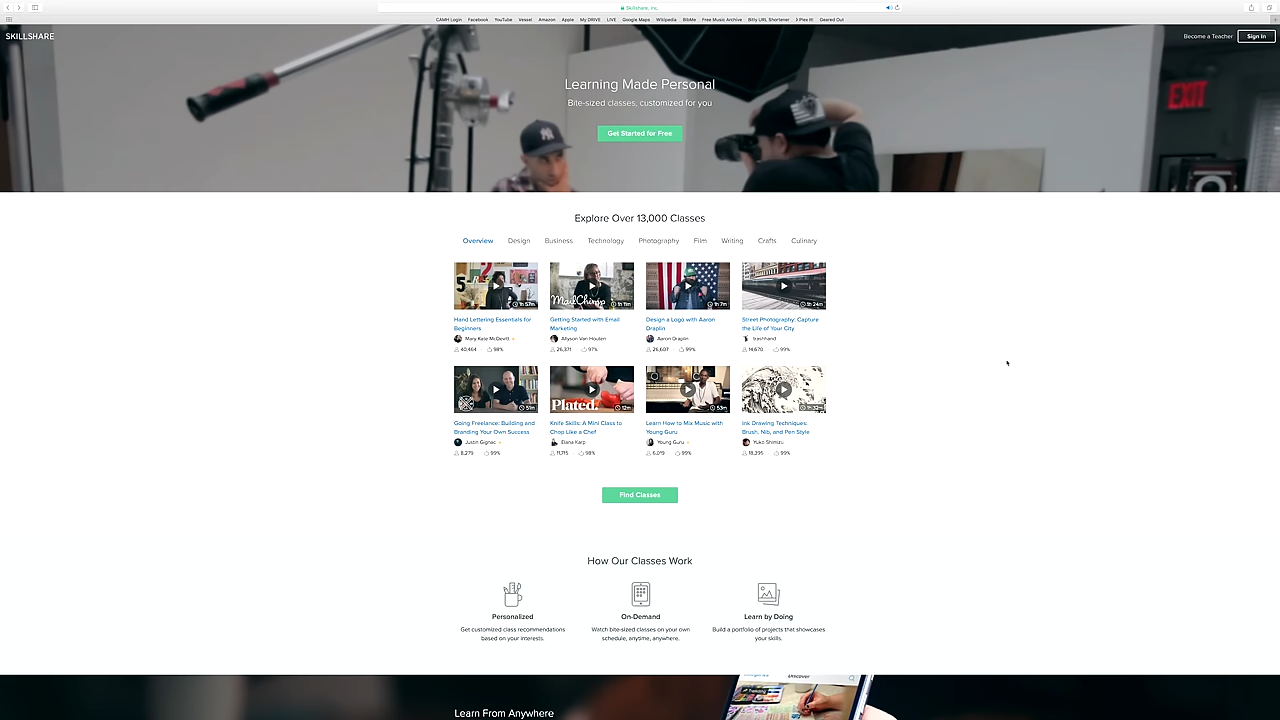 Skillshare, Inc.
CAMH Login Facebook YouTube Vessel Amazon Apple My DRIVE LIVE Google Maps Wikipedia BibMe Free Music Archive Bitly URL Shortener Plex It! Geared Out
SKILLSHARE
Become a Teacher
Sign in
Learning Made Personal
Bite-sized classes, customized for you
Get Started for Free
EXIT
Explore Over 13,000 Classes
Overview Design Business Technology Photography Film Writing Crafts Culinary
1h 57m
MailChimp
1h 11m
1h 7m
1h 24m
Hand Lettering Essentials for
Beginners
Mary Kate McDevitt
40,464 98%
Getting Started with Email
Marketing
Allyson Van Houten
26,371 97%
Design a Logo with Aaron
Draplin
Aaron Draplin
26,607 99%
Street Photography: Capture
the Life of Your City
trashhand
14,670 99%
51m
Plated.
12m
53m
1h 32m
Going Freelance: Building and
Branding Your Own Success
Justin Gignac
8,279 99%
Knife Skills: A Mini Class to
Chop Like a Chef
Elana Karp
11,715 98%
Learn How to Mix Music with
Young Guru
Young Guru
6,019 99%
Ink Drawing Techniques:
Brush, Nib, and Pen Style
Yuko Shimizu
18,395 99%
Find Classes
How Our Classes Work
Personalized
Get customized class recommendations
based on your interests.
On-Demand
Watch bite-sized classes on your own
schedule, anytime, anywhere.
Learn by Doing
Build a portfolio of projects that showcases
your skills.
Discover
Trending
Learn From Anywhere